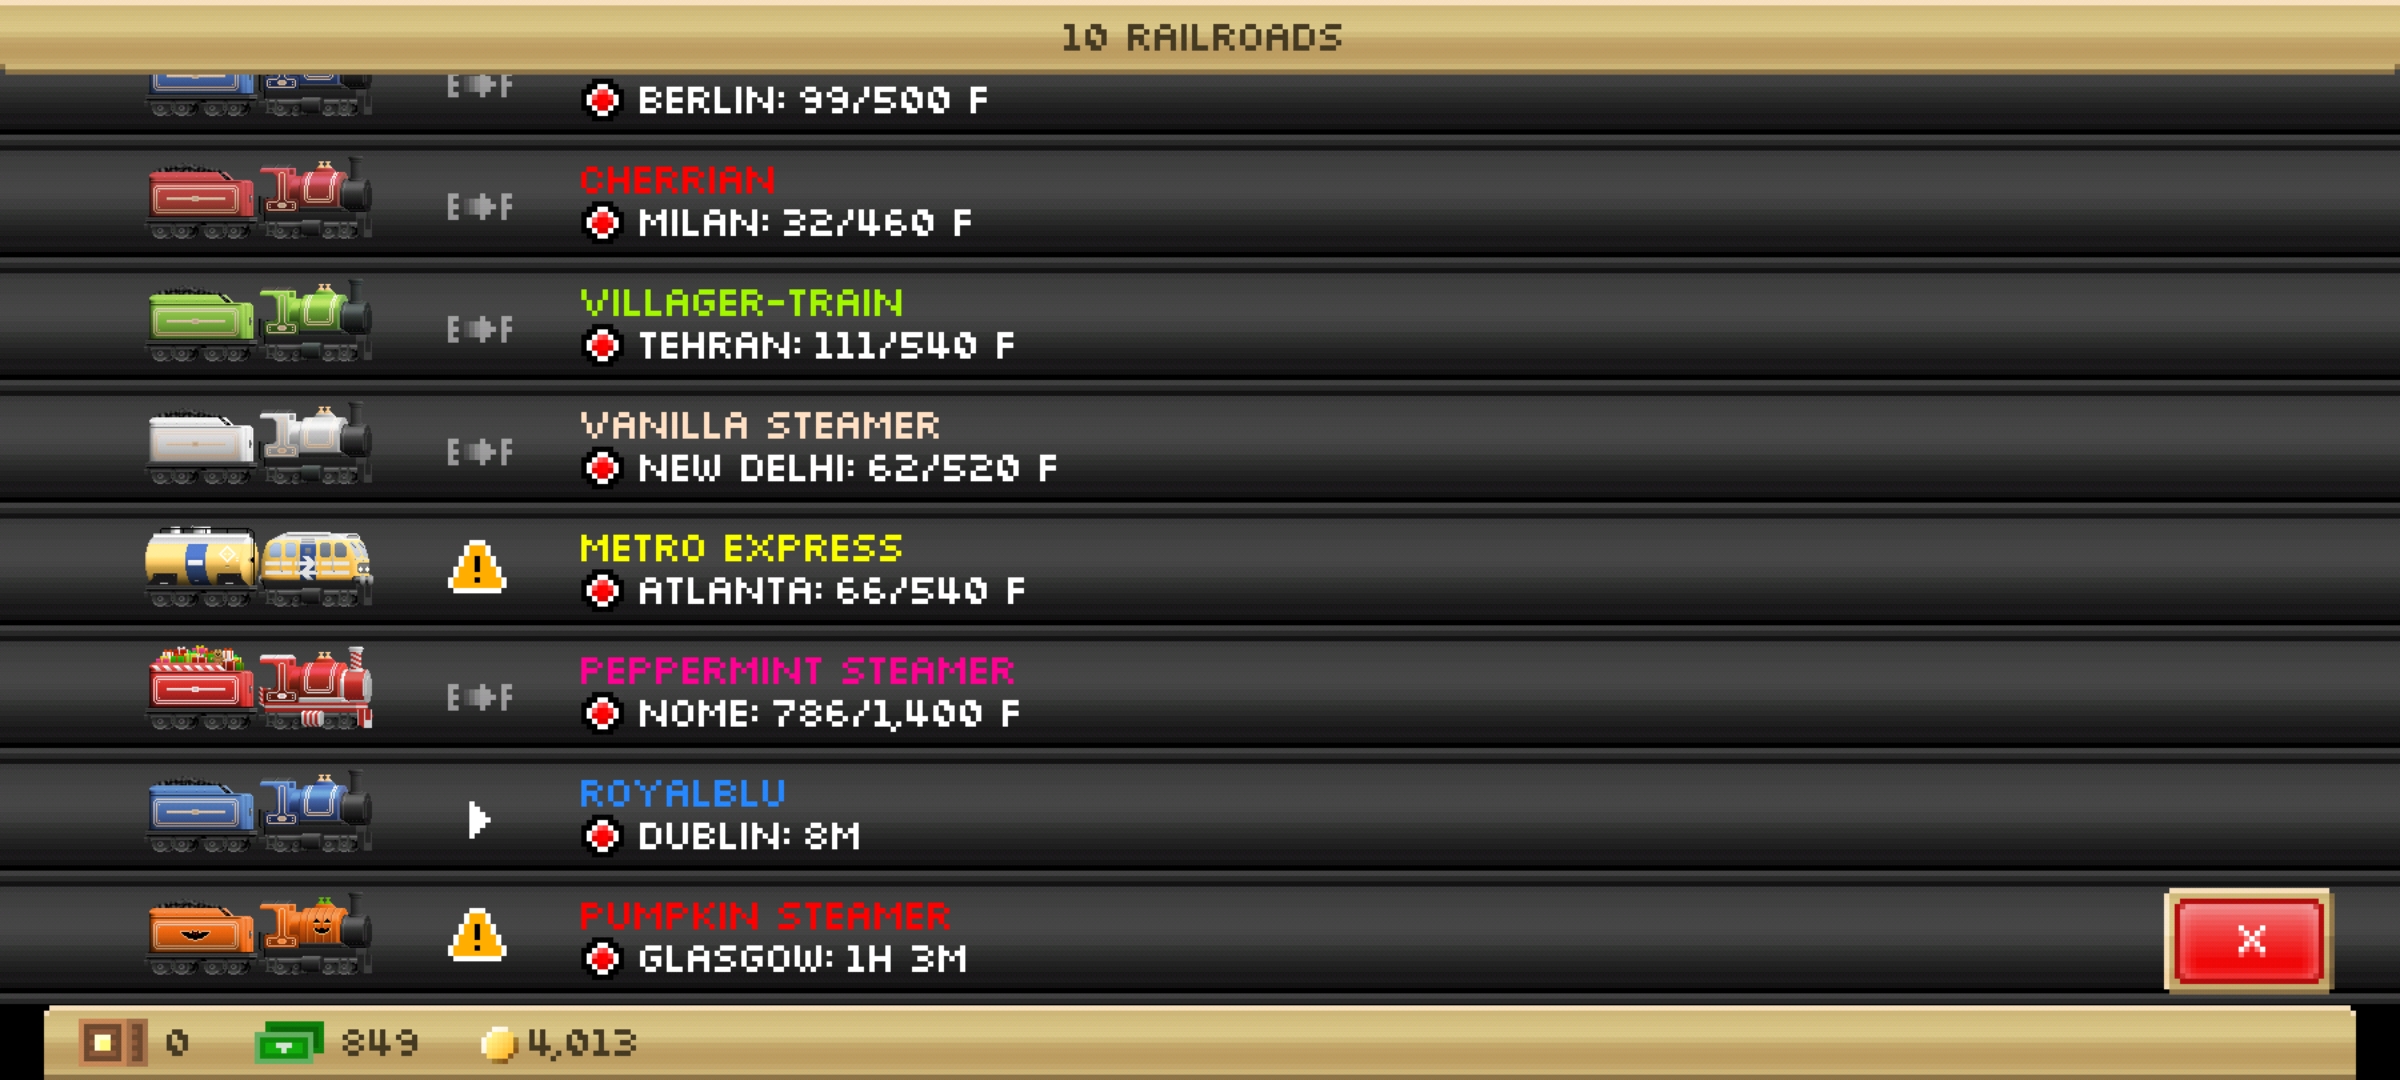 10 RAILROADS
E F
BERLIN: 99/500 F
CHERRIAN
E F
MILAN: 32/460 F
VILLAGER-TRAIN
E F
TEHRAN: 111/540 F
VANILLA STEAMER
E F
NEW DELHI: 62/520 F
METRO EXPRESS
!
ATLANTA: 66/540 F
PEPPERMINT STEAMER
E F
NOME: 786/1,400 F
ROYALBLU
DUBLIN: 8M
PUMPKIN STEAMER
!
GLASGOW: 1H 3M
X
0 849 4,013